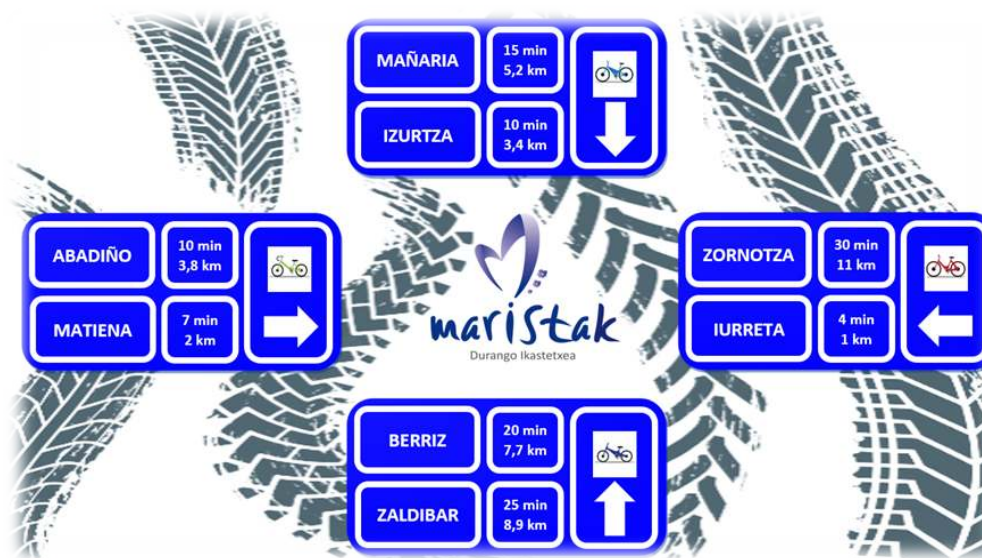 MAÑARIA
15 min
5,2 km
IZURTZA
10 min
3,4 km
ABADIÑO
10 min
3,8 km
MATIENA
7 min
2 km
maristak
Durango Ikastetxea
ZORNOTZA
30 min
11 km
IURRETA
4 min
1 km
BERRIZ
20 min
7,7 km
ZALDIBAR
25 min
8,9 km